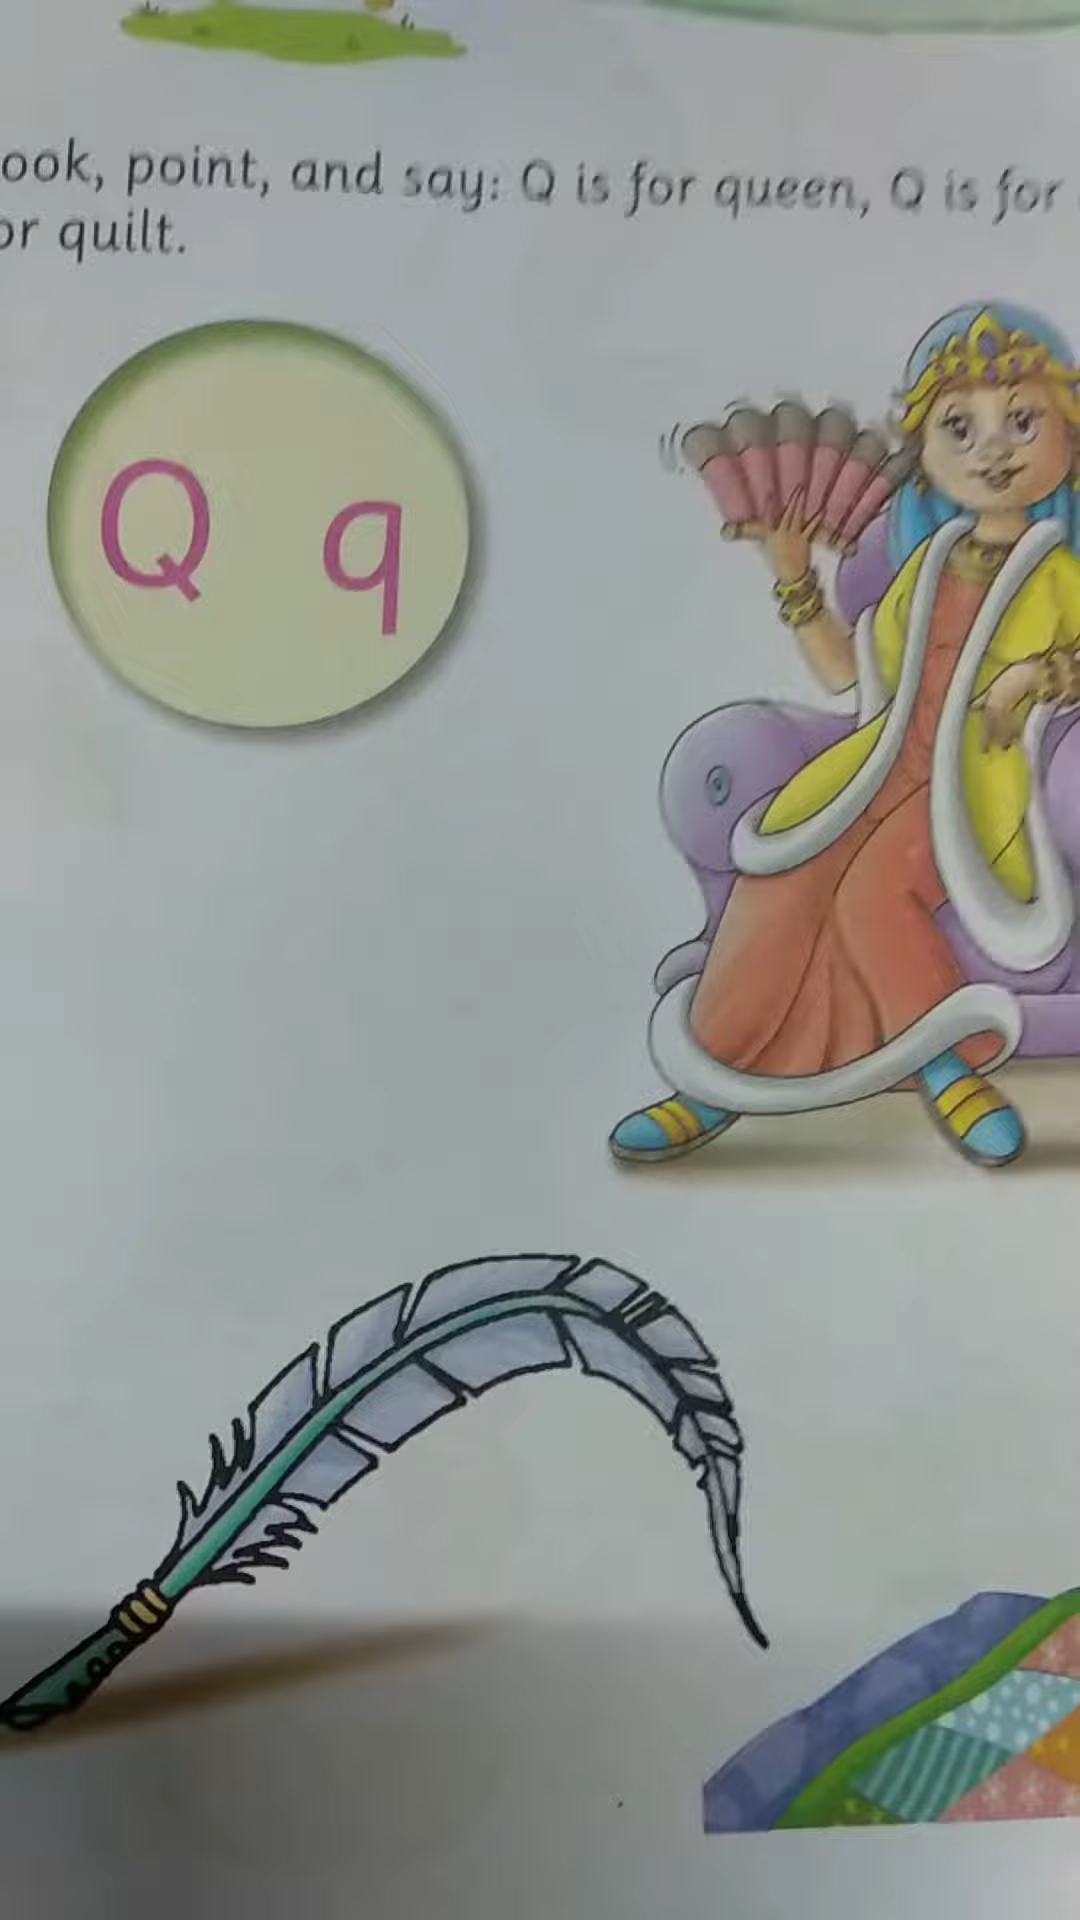 ook, point, and say: Q is for queen, Q is for
or quilt.
Q q